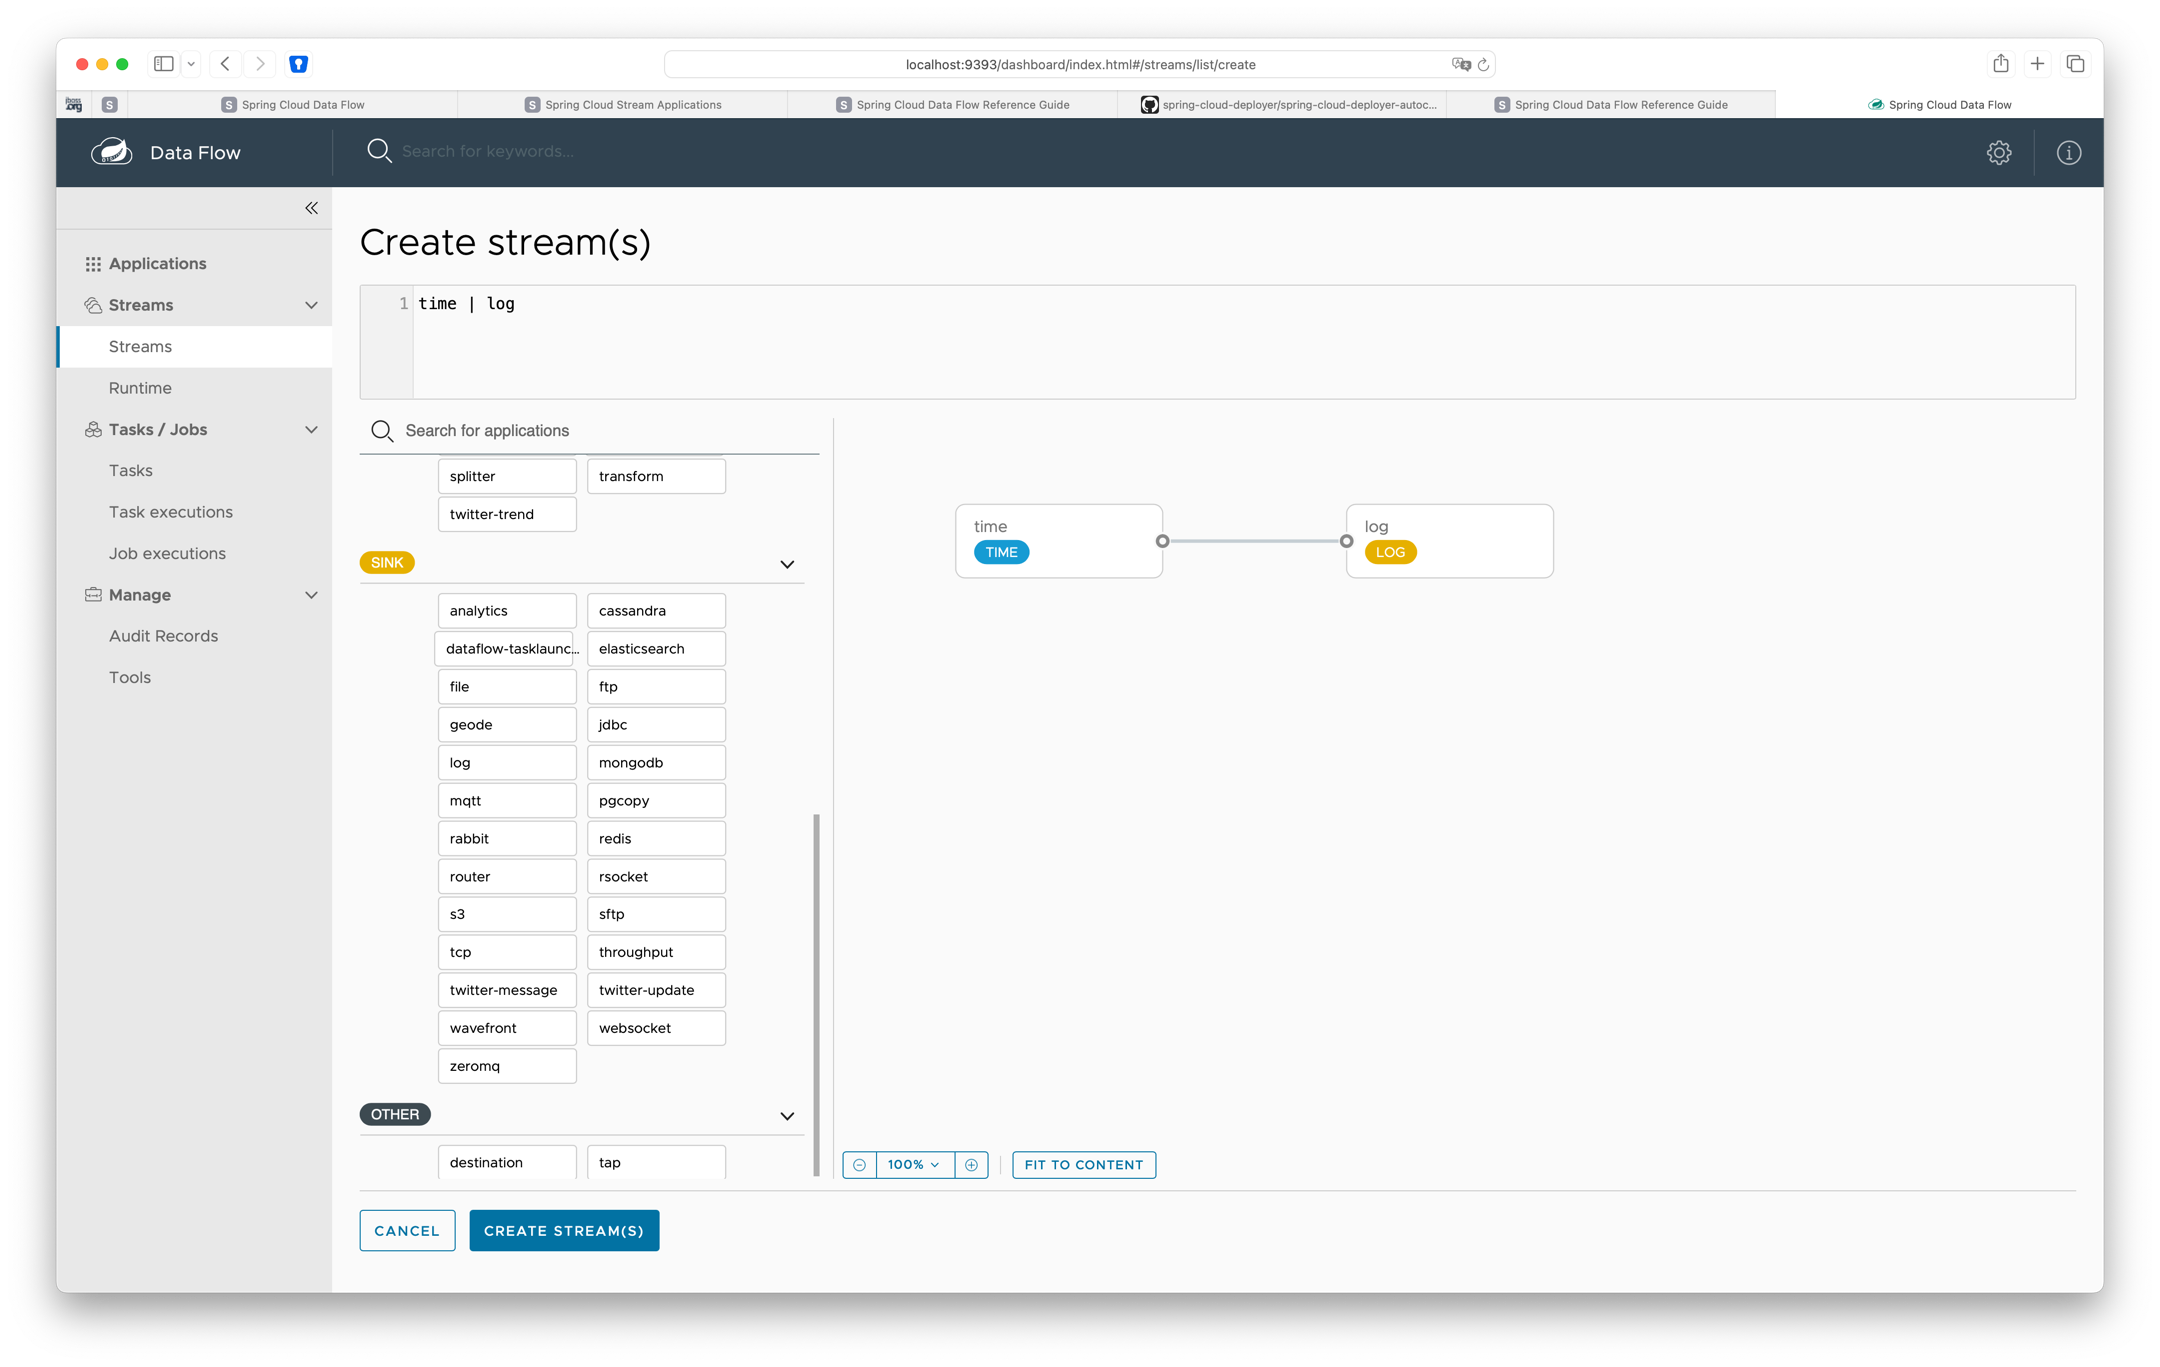 localhost:9393/dashboard/index.html#/streams/list/create
S
S Spring Cloud Data Flow
S Spring Cloud Stream Applications
S Spring Cloud Data Flow Reference Guide
spring-cloud-deployer/spring-cloud-deployer-autoc...
S Spring Cloud Data Flow Reference Guide
Spring Cloud Data Flow
Data Flow
Search for keywords...
Applications
Streams
Streams
Runtime
Tasks / Jobs
Tasks
Task executions
Job executions
Manage
Audit Records
Tools
Create stream(s)
1 time | log
Search for applications
splitter transform
twitter-trend
SINK
analytics cassandra
dataflow-tasklaunc... elasticsearch
file ftp
geode jdbc
log mongodb
mqtt pgcopy
rabbit redis
router rsocket
s3 sftp
tcp throughput
twitter-message twitter-update
wavefront websocket
zeromq
OTHER
destination tap
time
TIME
log
LOG
100%
FIT TO CONTENT
CANCEL
CREATE STREAM(S)